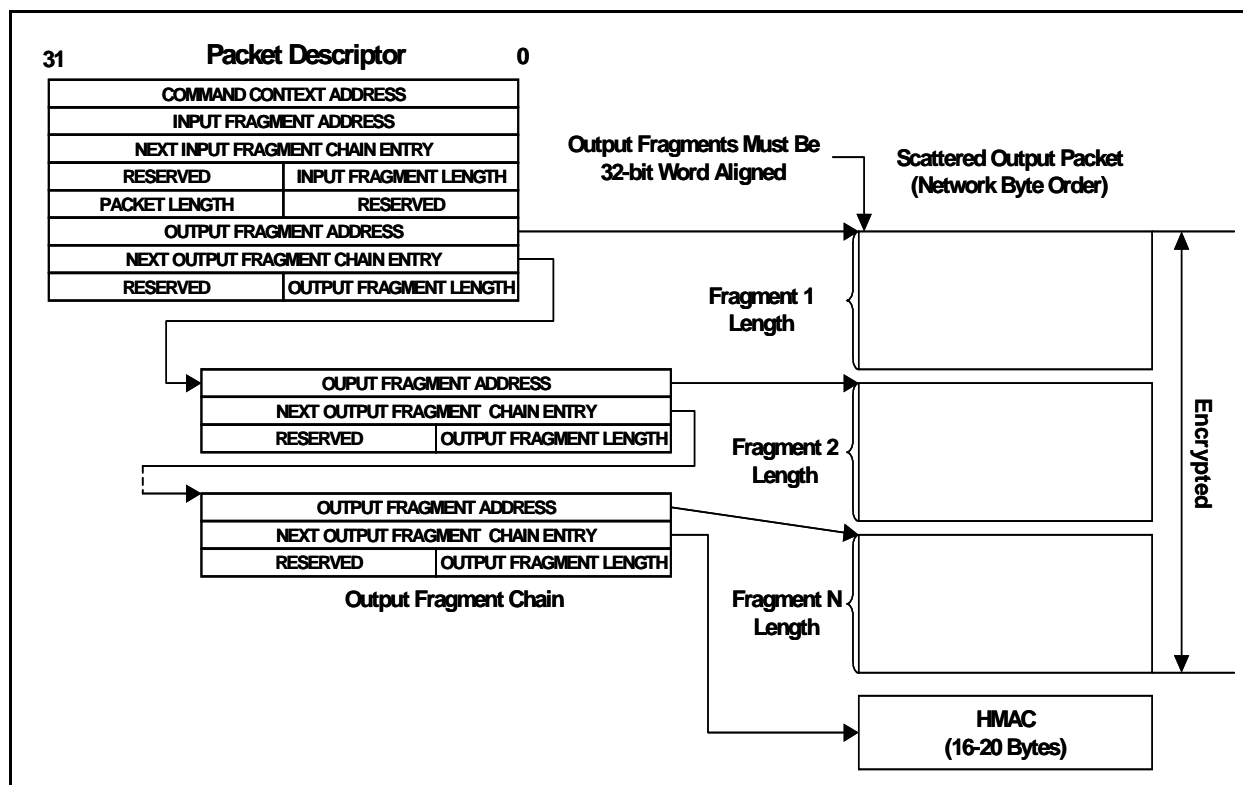 31 Packet Descriptor 0
COMMAND CONTEXT ADDRESS
INPUT FRAGMENT ADDRESS
NEXT INPUT FRAGMENT CHAIN ENTRY
RESERVED INPUT FRAGMENT LENGTH
PACKET LENGTH RESERVED
OUTPUT FRAGMENT ADDRESS
NEXT OUTPUT FRAGMENT CHAIN ENTRY
RESERVED OUTPUT FRAGMENT LENGTH
Output Fragments Must Be
32-bit Word Aligned
Scattered Output Packet
(Network Byte Order)
Fragment 1
Length
OUPUT FRAGMENT ADDRESS
NEXT OUTPUT FRAGMENT CHAIN ENTRY
RESERVED OUTPUT FRAGMENT LENGTH
Fragment 2
Length
Encrypted
OUTPUT FRAGMENT ADDRESS
NEXT OUTPUT FRAGMENT CHAIN ENTRY
RESERVED OUTPUT FRAGMENT LENGTH
Output Fragment Chain
Fragment N
Length
HMAC
(16-20 Bytes)